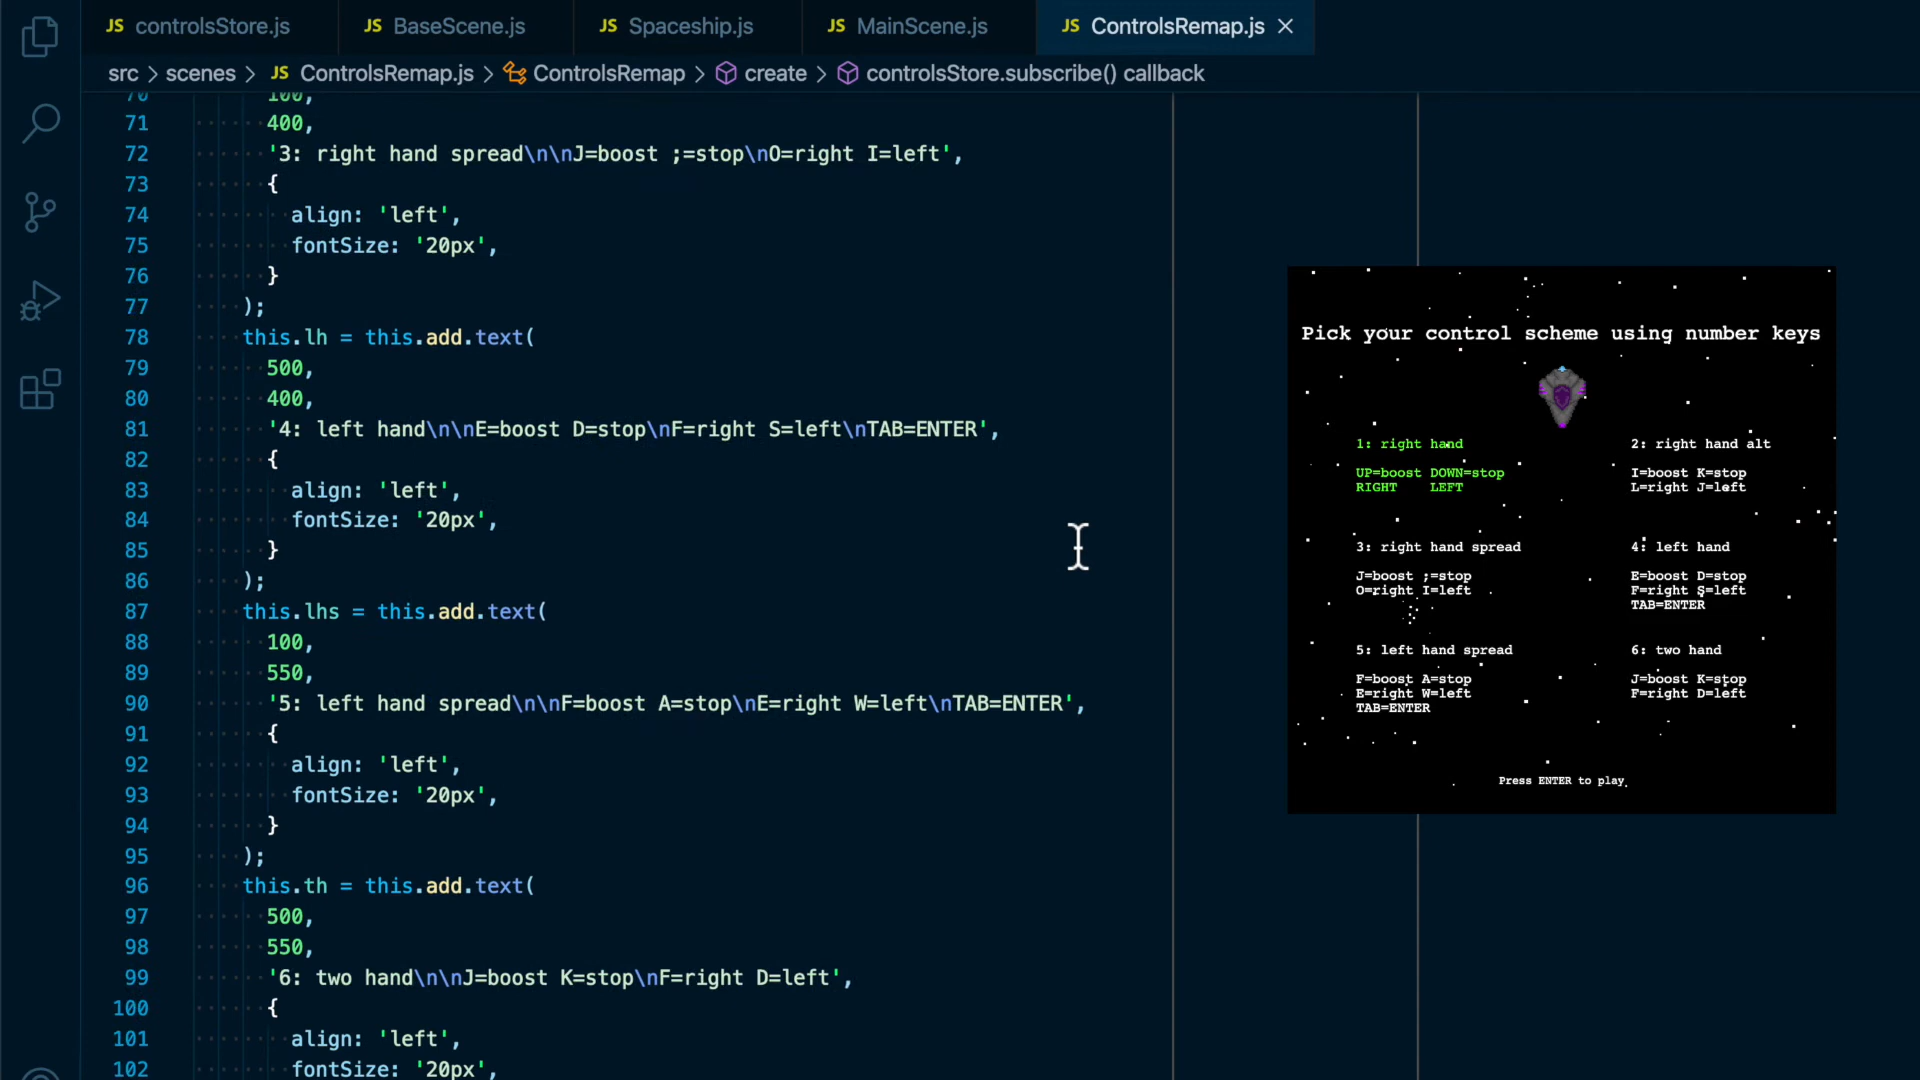 JS controlsStore.js
JS BaseScene.js
JS Spaceship.js
JS MainScene.js
JS ControlsRemap.js
src > scenes > JS ControlsRemap.js > ControlsRemap > create > controlsStore.subscribe() callback
70 100,
71 400,
72 '3: right hand spread\n\nJ=boost ;=stop\nO=right I=left',
73 {
74 align: 'left',
75 fontSize: '20px',
76 }
77 );
78 this.lh = this.add.text(
79 500,
80 400,
81 '4: left hand\n\nE=boost D=stop\nF=right S=left\nTAB=ENTER',
82 {
83 align: 'left',
84 fontSize: '20px',
85 }
86 );
87 this.lhs = this.add.text(
88 100,
89 550,
90 '5: left hand spread\n\nF=boost A=stop\nE=right W=left\nTAB=ENTER',
91 {
92 align: 'left',
93 fontSize: '20px',
94 }
95 );
96 this.th = this.add.text(
97 500,
98 550,
99 '6: two hand\n\nJ=boost K=stop\nF=right D=left',
100 {
101 align: 'left',
102 fontSize: '20px',
Pick your control scheme using number keys
1: right hand
UP=boost DOWN=stop
RIGHT LEFT
2: right hand alt
I=boost K=stop
L=right J=left
3: right hand spread
J=boost ;=stop
O=right I=left
4: left hand
E=boost D=stop
F=right S=left
TAB=ENTER
5: left hand spread
F=boost A=stop
E=right W=left
TAB=ENTER
6: two hand
J=boost K=stop
F=right D=left
Press ENTER to play